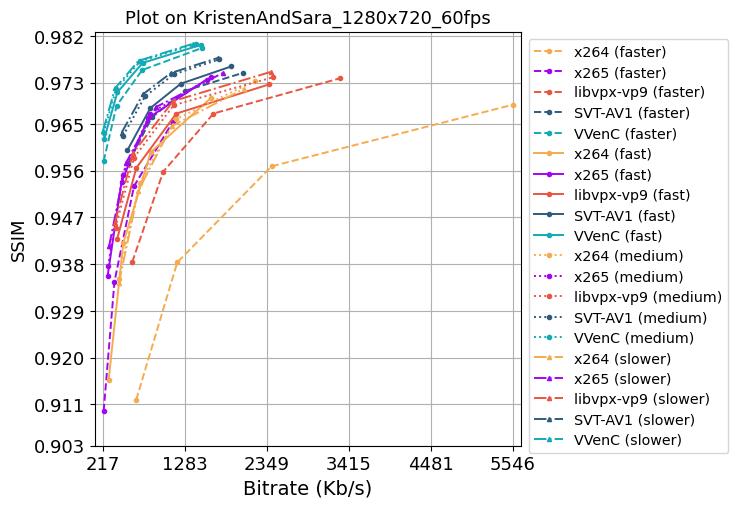 Plot on KristenAndSara_1280x720_60fps
0.982
0.973
0.965
0.956
0.947
0.938
0.929
0.920
0.911
0.903
SSIM
217 1283 2349 3415 4481 5546
Bitrate (Kb/s)
x264 (faster)
x265 (faster)
libvpx-vp9 (faster)
SVT-AV1 (faster)
VVenC (faster)
x264 (fast)
x265 (fast)
libvpx-vp9 (fast)
SVT-AV1 (fast)
VVenC (fast)
x264 (medium)
x265 (medium)
libvpx-vp9 (medium)
SVT-AV1 (medium)
VVenC (medium)
x264 (slower)
x265 (slower)
libvpx-vp9 (slower)
SVT-AV1 (slower)
VVenC (slower)